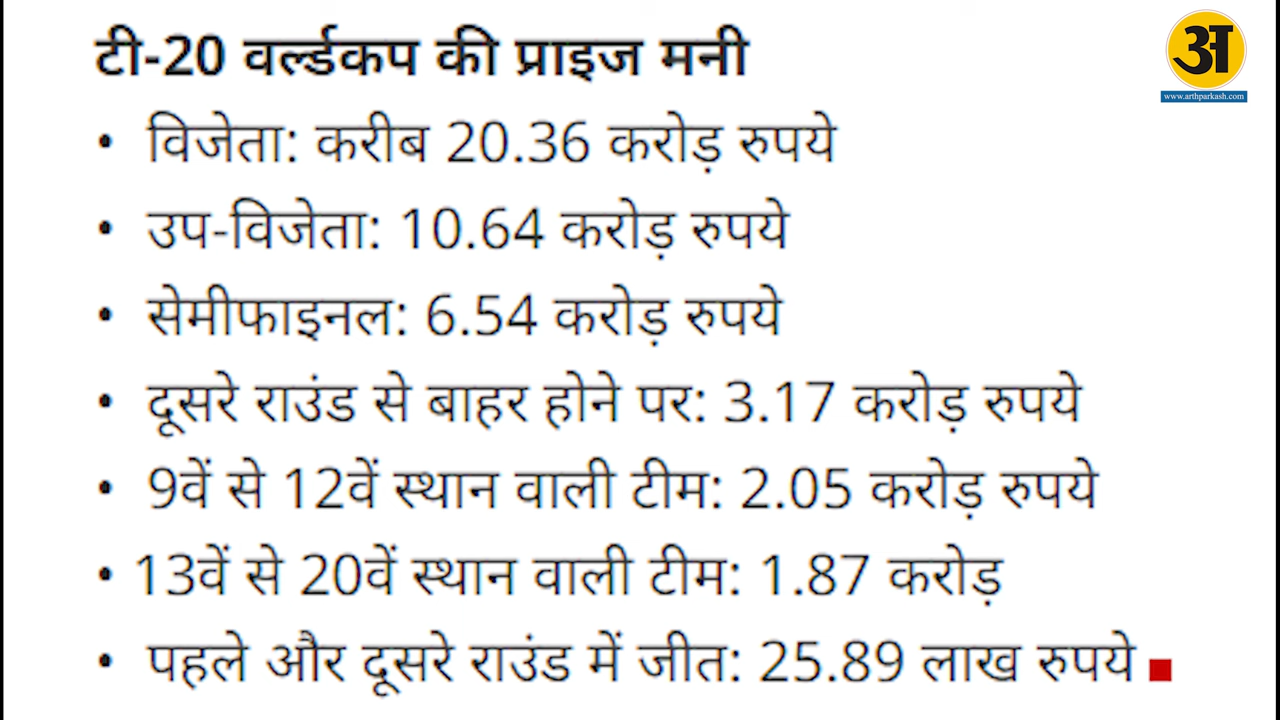 टी-20 वर्ल्डकप की प्राइज मनी
अ
www.arthparkash.com
• विजेता: करीब 20.36 करोड़ रुपये
• उप-विजेता: 10.64 करोड़ रुपये
• सेमीफाइनल: 6.54 करोड़ रुपये
• दूसरे राउंड से बाहर होने पर: 3.17 करोड़ रुपये
• 9वें से 12वें स्थान वाली टीम: 2.05 करोड़ रुपये
• 13वें से 20वें स्थान वाली टीम: 1.87 करोड़
• पहले और दूसरे राउंड में जीत: 25.89 लाख रुपये